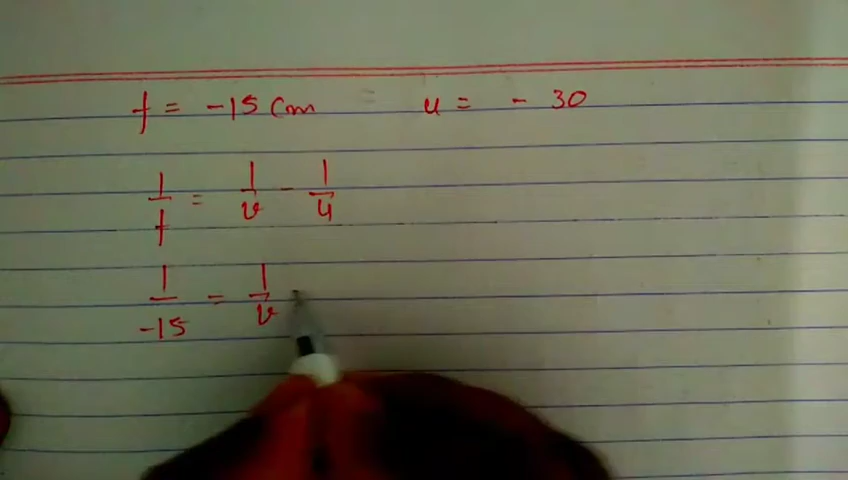 f = -15 Cm = u = - 30
1/f = 1/v - 1/u
1/-15 = 1/v